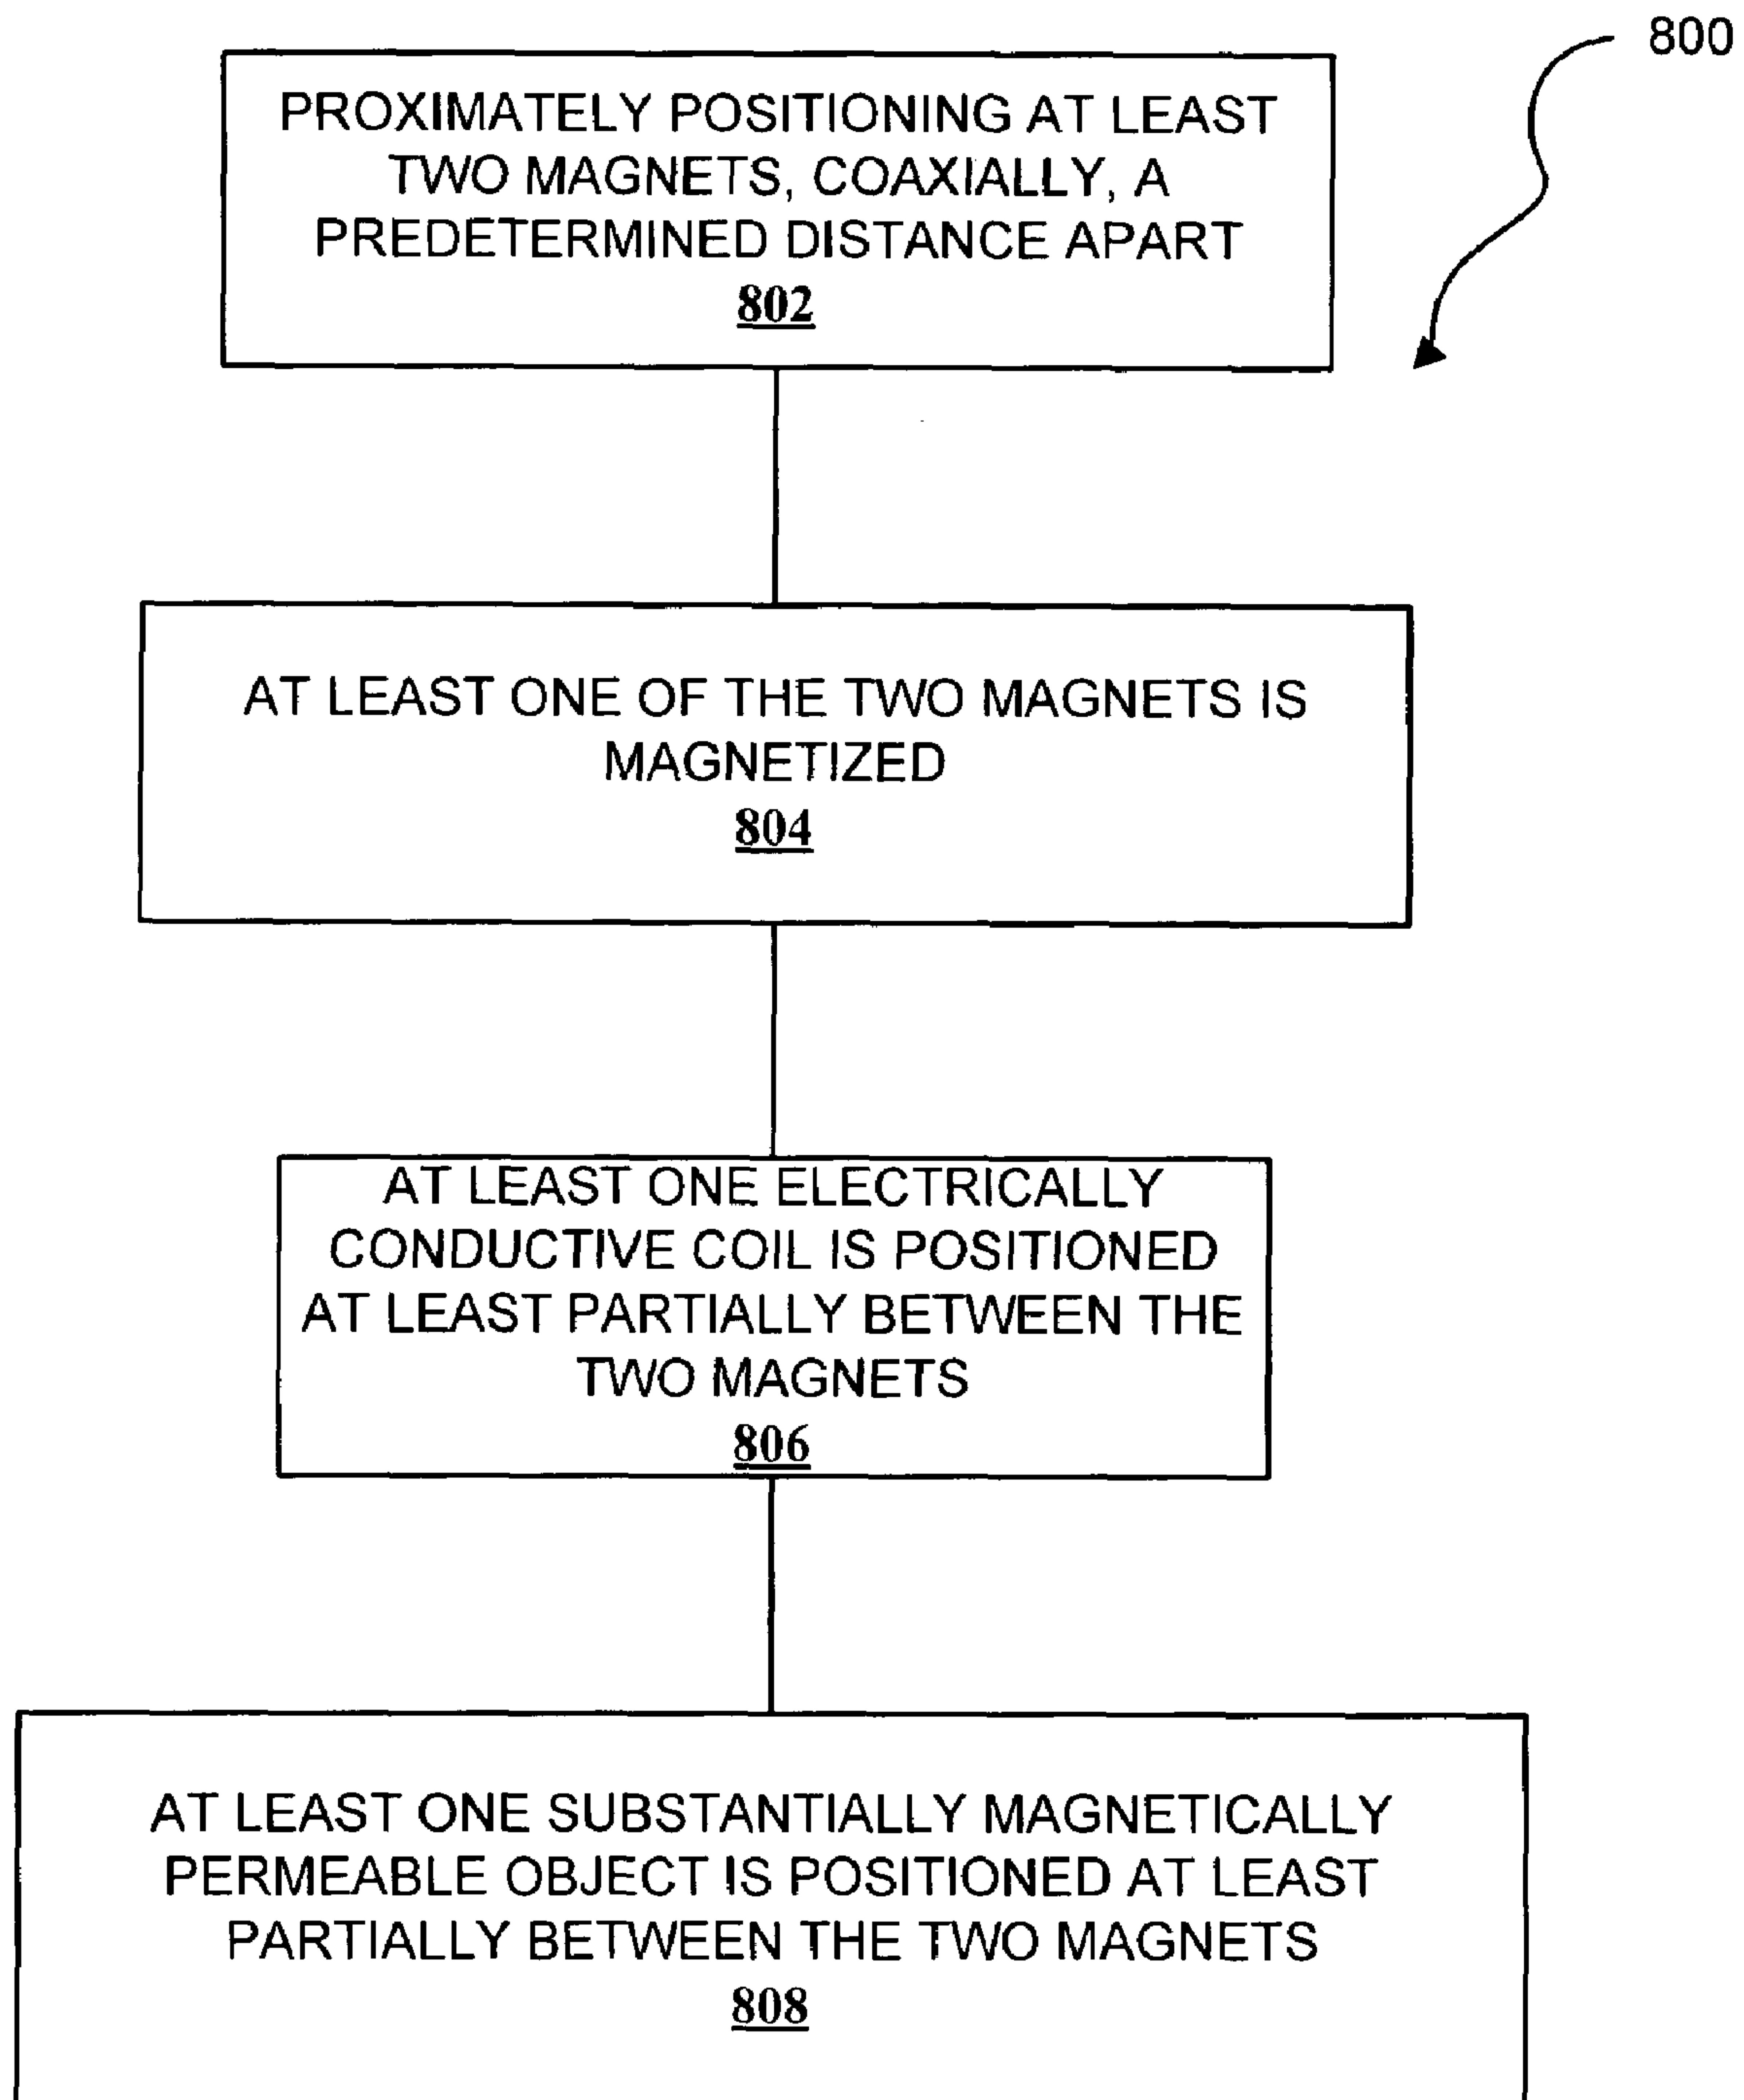 800
PROXIMATELY POSITIONING AT LEAST
TWO MAGNETS, COAXIALLY, A
PREDETERMINED DISTANCE APART
802
AT LEAST ONE OF THE TWO MAGNETS IS
MAGNETIZED
804
AT LEAST ONE ELECTRICALLY
CONDUCTIVE COIL IS POSITIONED
AT LEAST PARTIALLY BETWEEN THE
TWO MAGNETS
806
AT LEAST ONE SUBSTANTIALLY MAGNETICALLY
PERMEABLE OBJECT IS POSITIONED AT LEAST
PARTIALLY BETWEEN THE TWO MAGNETS
808